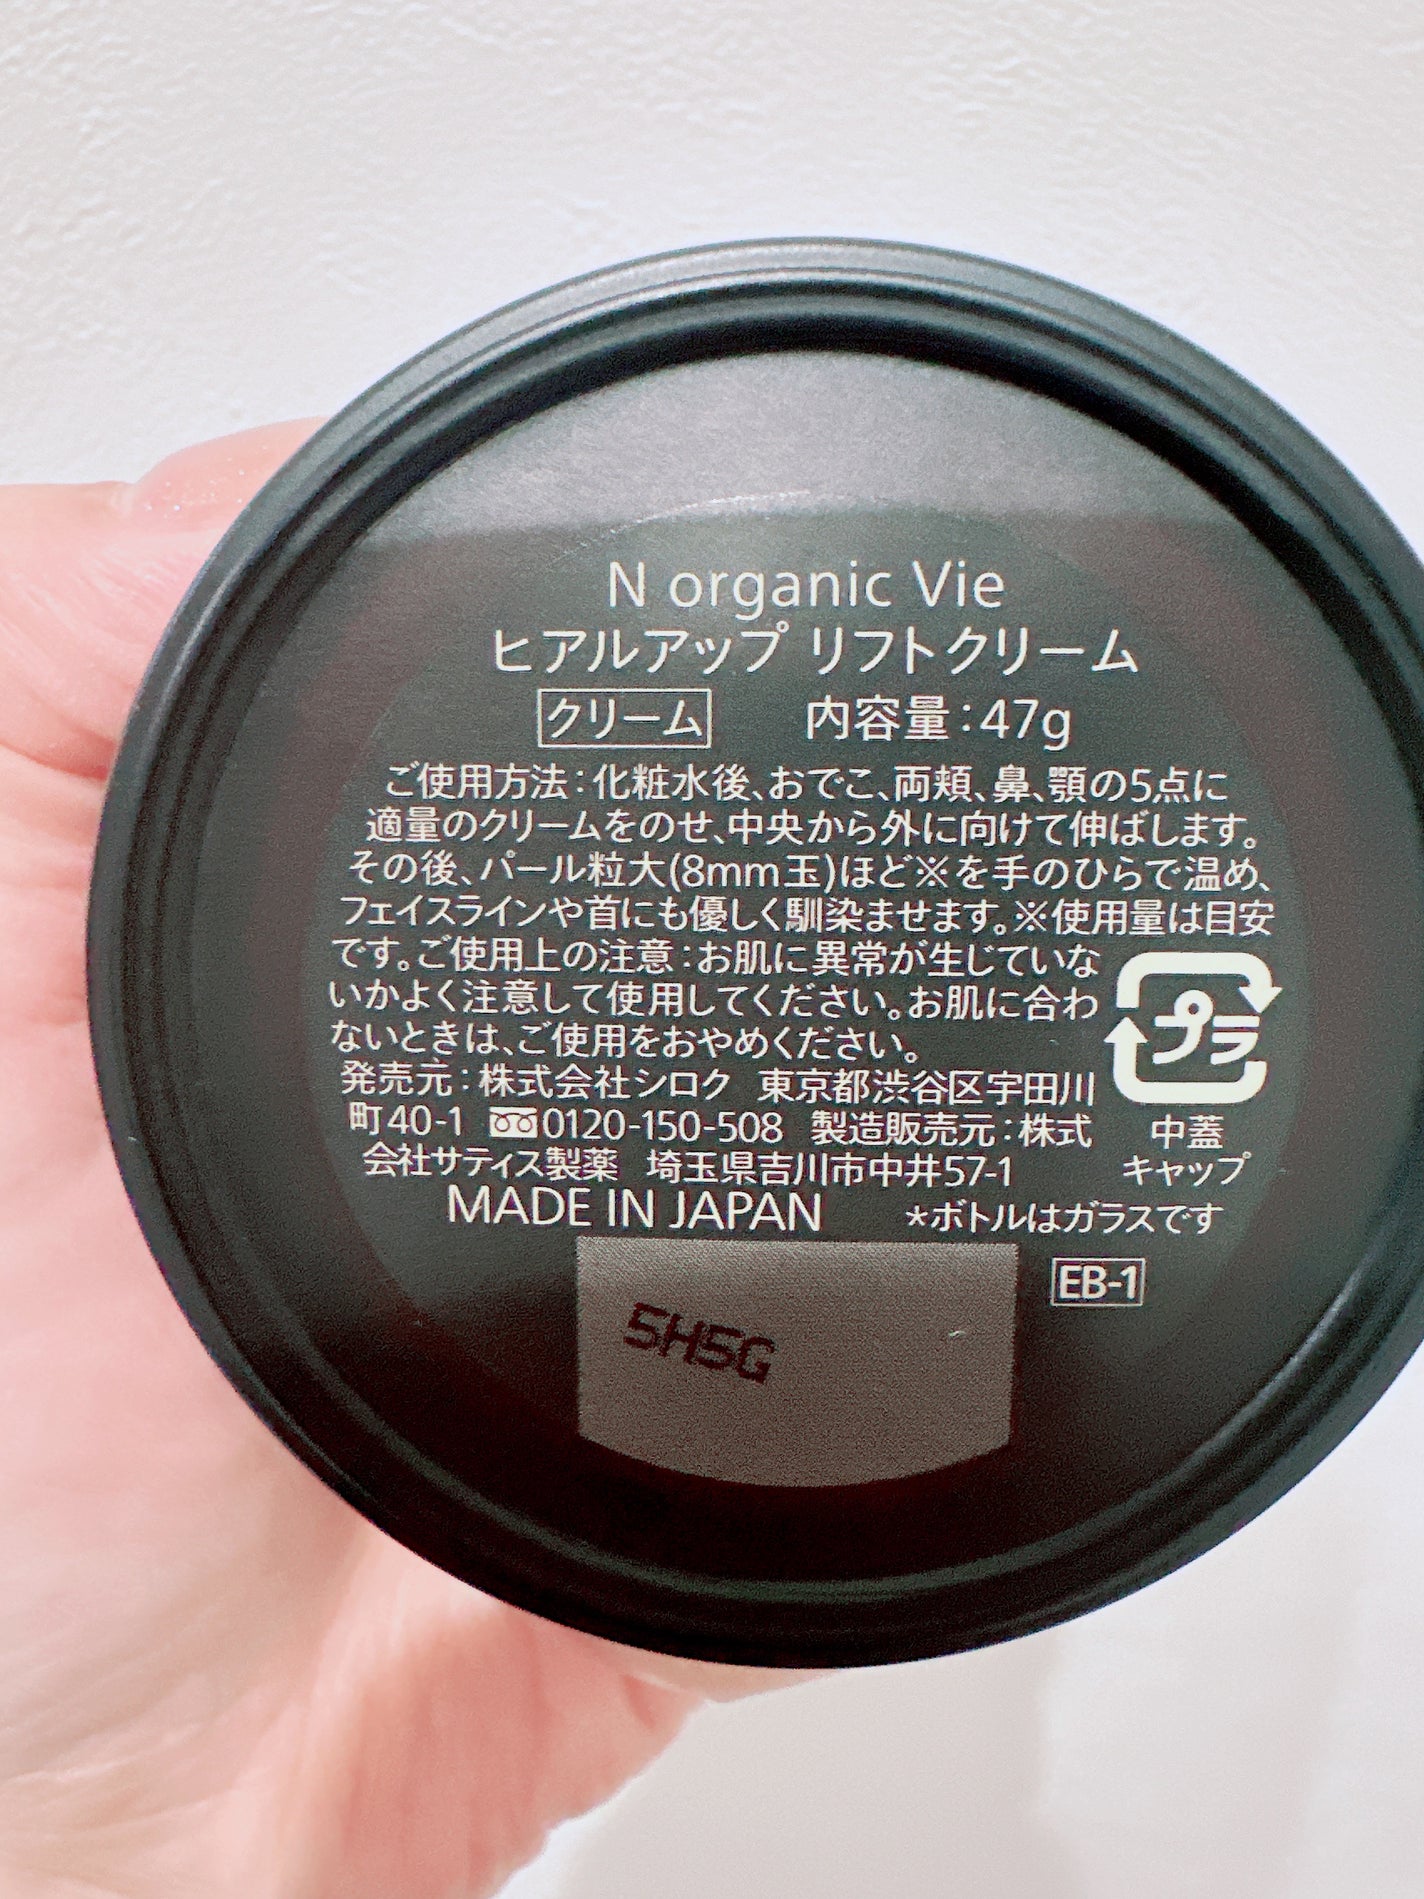 N organic Vie
ヒアルアップ リフトクリーム
クリーム 内容量：47g
ご使用方法：化粧水後、おでこ、両頬、鼻、顎の5点に
適量のクリームをのせ、中央から外に向けて伸ばします。
その後、パール粒大(8mm玉)ほど※を手のひらで温め、
フェイスラインや首にも優しく馴染ませます。※使用量は目安
です。ご使用上の注意：お肌に異常が生じていな
いかよく注意して使用してください。お肌に合わ
ないときは、ご使用をおやめください。
発売元：株式会社シロク 東京都渋谷区宇田川
町40-1 0120-150-508 製造販売元：株式
会社サティス製薬 埼玉県吉川市中井57-1
MADE IN JAPAN *ボトルはガラスです
プラ
中蓋
キャップ
EB-1
5H5G